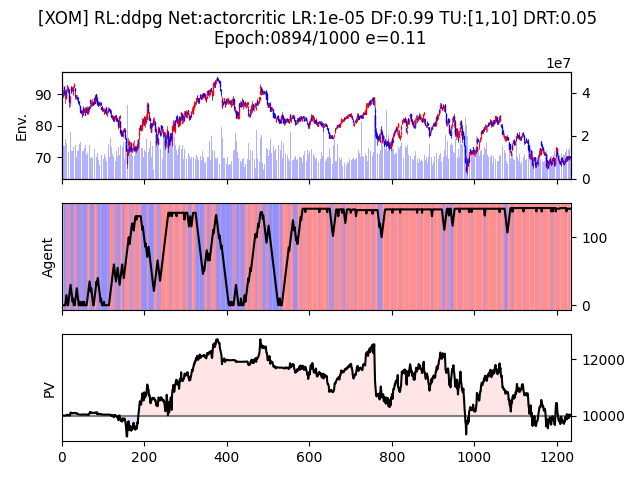 [XOM] RL:ddpg Net:actorcritic LR:1e-05 DF:0.99 TU:[1,10] DRT:0.05
Epoch:0894/1000 e=0.11
1e7
Env.
90
80
70
4
2
0
Agent
100
0
PV
12000
10000
0 200 400 600 800 1000 1200